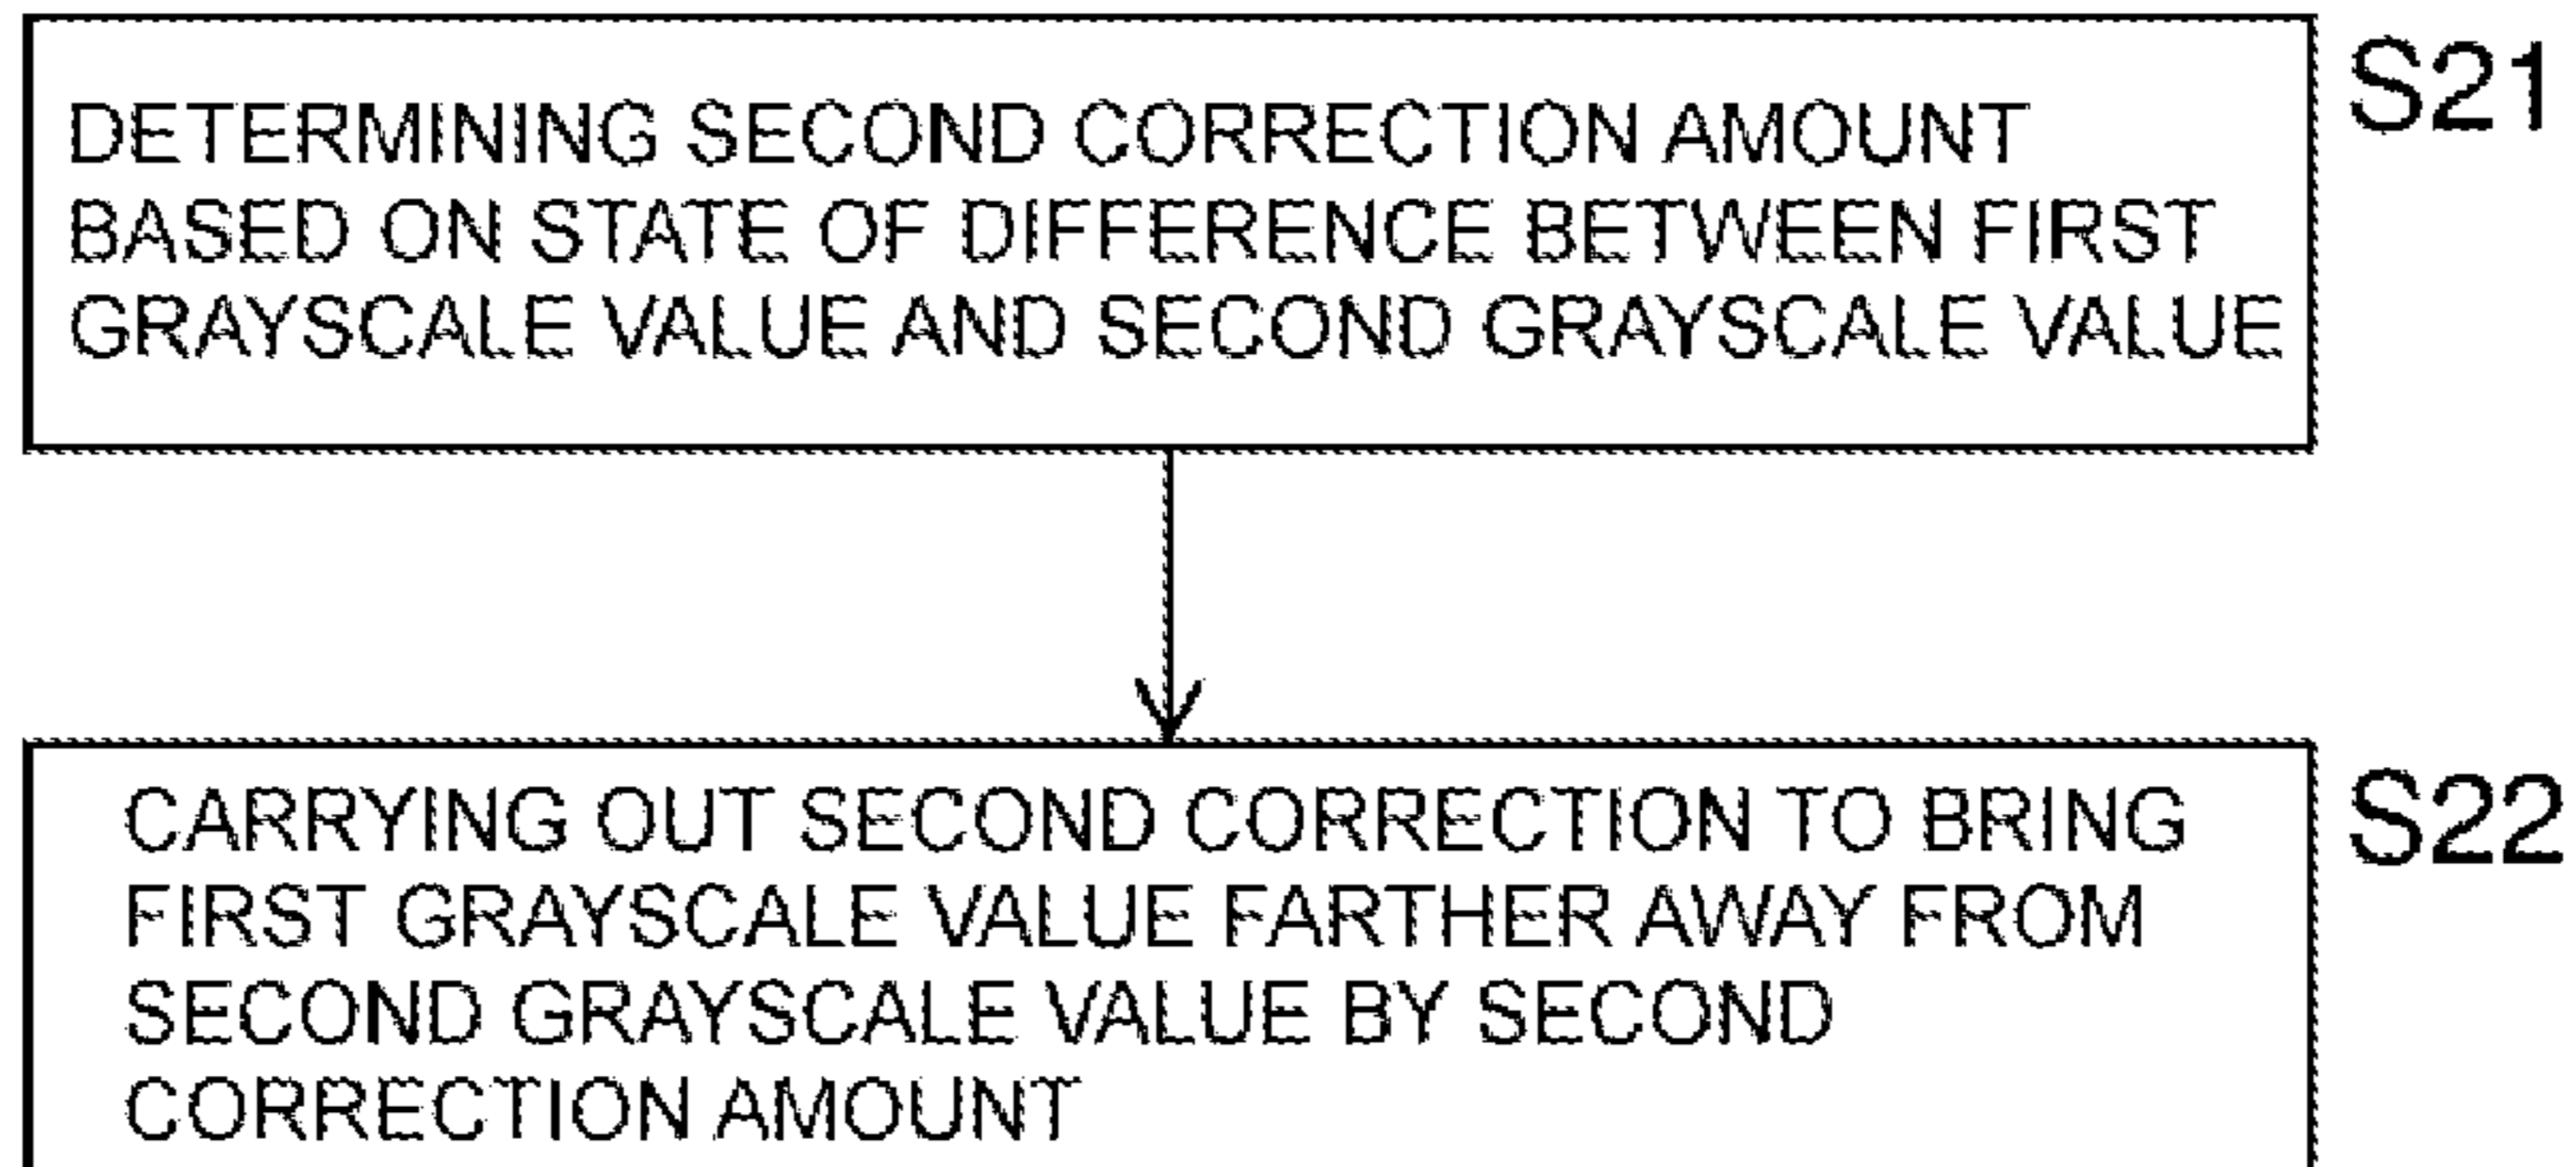 S21
DETERMINING SECOND CORRECTION AMOUNT
BASED ON STATE OF DIFFERENCE BETWEEN FIRST
GRAYSCALE VALUE AND SECOND GRAYSCALE VALUE
S22
CARRYING OUT SECOND CORRECTION TO BRING
FIRST GRAYSCALE VALUE FARTHER AWAY FROM
SECOND GRAYSCALE VALUE BY SECOND
CORRECTION AMOUNT